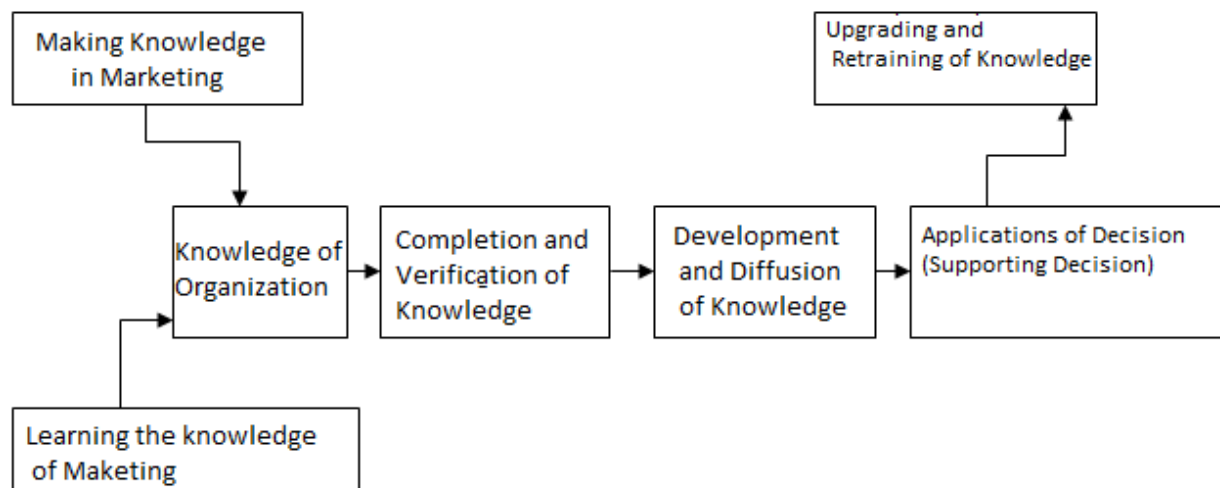 Making Knowledge
in Marketing
Upgrading and
Retraining of Knowledge
Knowledge of
Organization
Completion and
Verification of
Knowledge
Development
and Diffusion
of Knowledge
Applications of Decision
(Supporting Decision)
Learning the knowledge
of Maketing